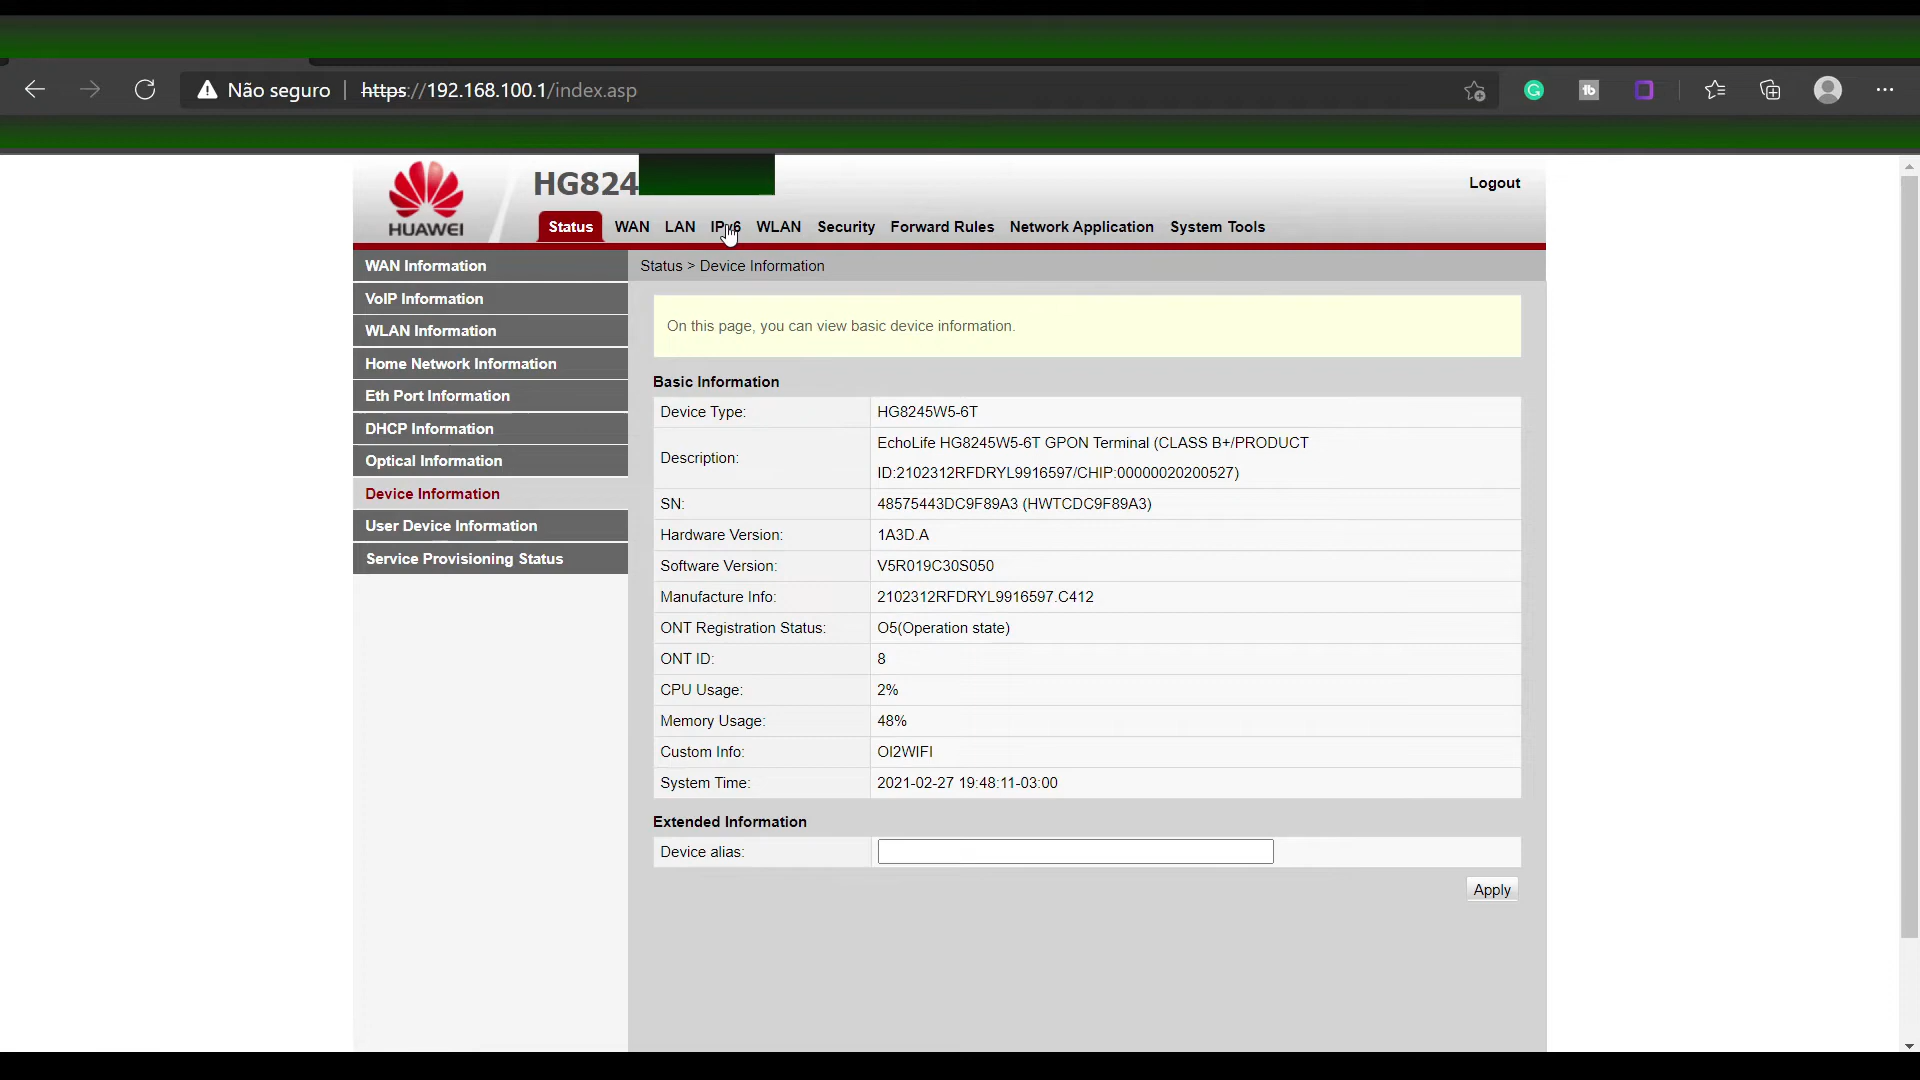 Não seguro | https://192.168.100.1/index.asp
HG824
Logout
HUAWEI
Status WAN LAN IPv6 WLAN Security Forward Rules Network Application System Tools
WAN Information
VoIP Information
WLAN Information
Home Network Information
Eth Port Information
DHCP Information
Optical Information
Device Information
User Device Information
Service Provisioning Status
Status > Device Information
On this page, you can view basic device information.
Basic Information
Device Type: HG8245W5-6T
Description: EchoLife HG8245W5-6T GPON Terminal (CLASS B+/PRODUCT
ID:2102312RFDRYL9916597/CHIP:00000020200527)
SN: 48575443DC9F89A3 (HWTCDC9F89A3)
Hardware Version: 1A3D.A
Software Version: V5R019C30S050
Manufacture Info: 2102312RFDRYL9916597.C412
ONT Registration Status: O5(Operation state)
ONT ID: 8
CPU Usage: 2%
Memory Usage: 48%
Custom Info: OI2WIFI
System Time: 2021-02-27 19:48:11-03:00
Extended Information
Device alias:
Apply